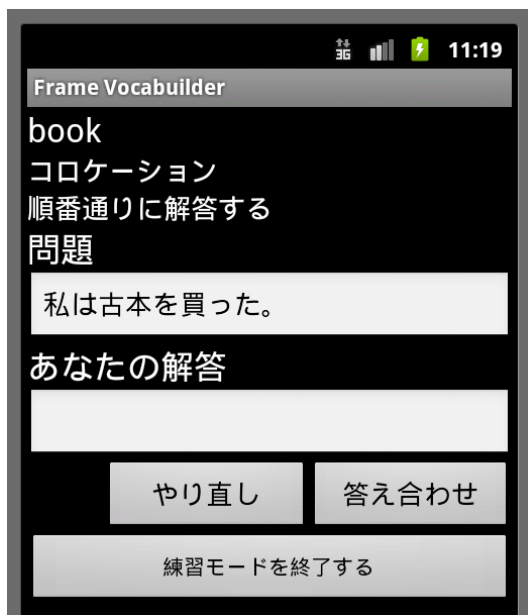 3G 11:19
Frame Vocabuilder
book
コロケーション
順番通りに解答する
問題
私は古本を買った。
あなたの解答
やり直し 答え合わせ
練習モードを終了する